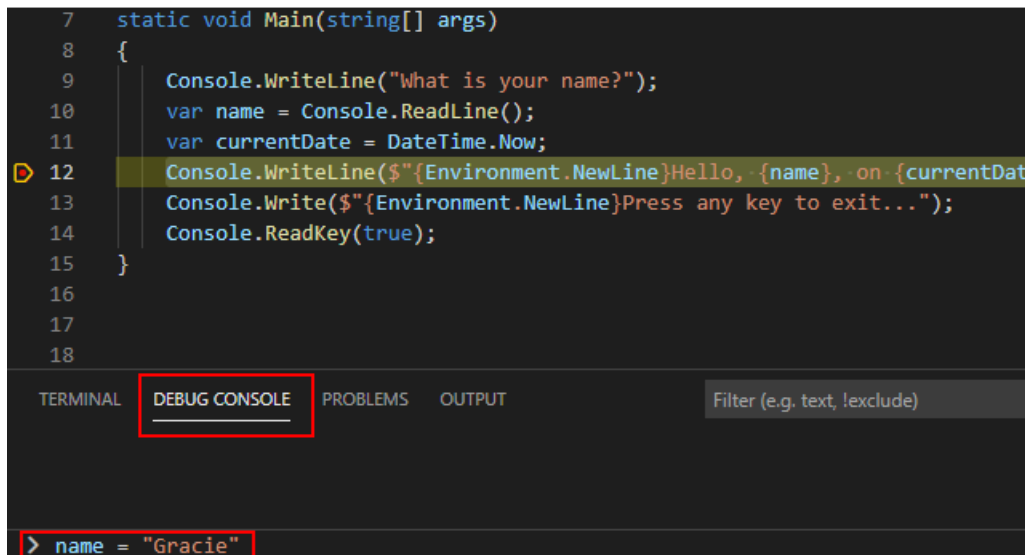 7 static void Main(string[] args)
8 {
9 Console.WriteLine("What is your name?");
10 var name = Console.ReadLine();
11 var currentDate = DateTime.Now;
12 Console.WriteLine($"{Environment.NewLine}Hello,·{name},·on·{currentDat
13 Console.Write($"{Environment.NewLine}Press any key to exit...");
14 Console.ReadKey(true);
15 }
16
17
18
TERMINAL DEBUG CONSOLE PROBLEMS OUTPUT Filter (e.g. text, !exclude)
> name = "Gracie"